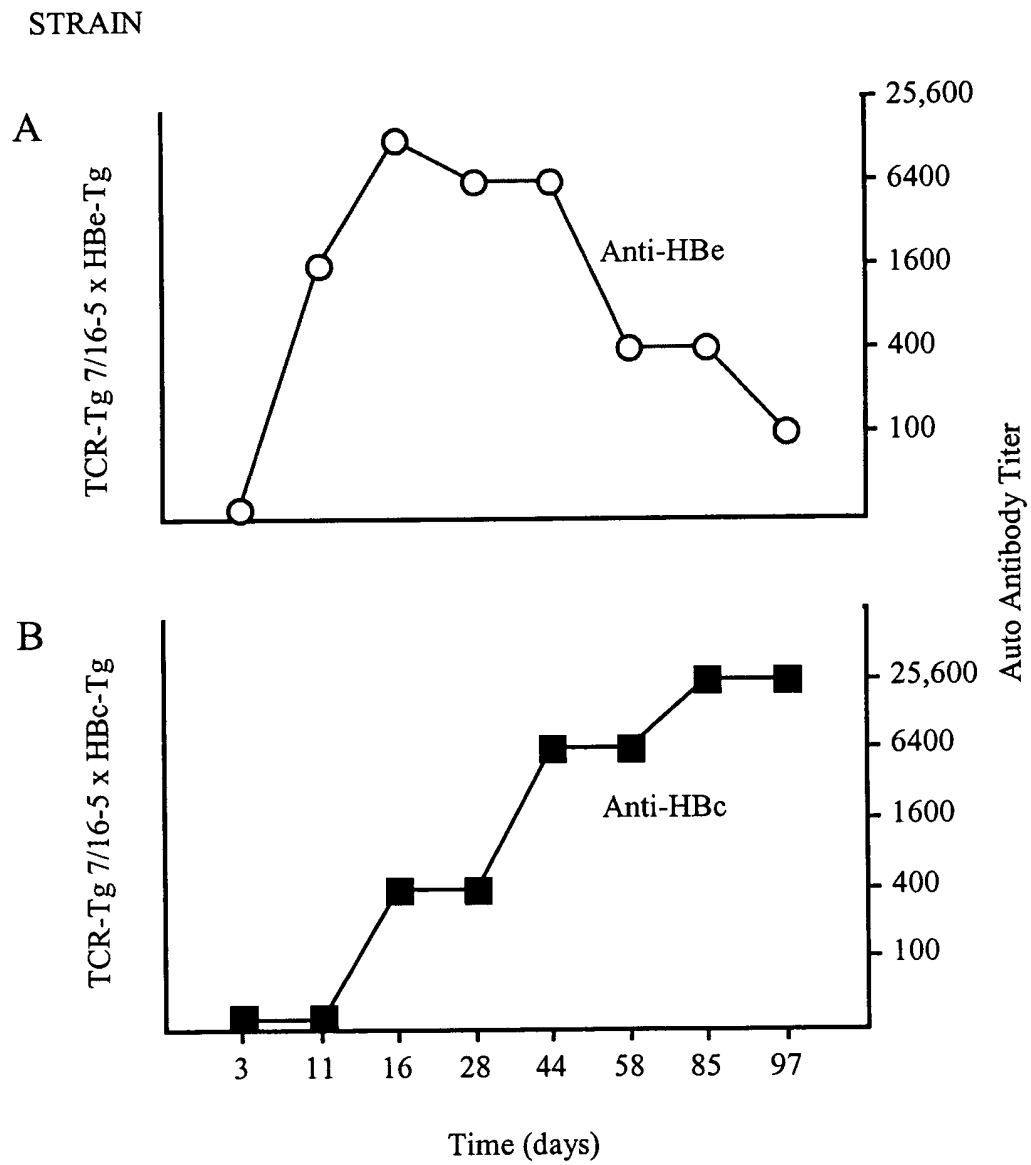 STRAIN
A
TCR-Tg 7/16-5 x HBe-Tg
Anti-HBe
25,600
6400
1600
400
100
Auto Antibody Titer
B
TCR-Tg 7/16-5 x HBc-Tg
Anti-HBc
25,600
6400
1600
400
100
3 11 16 28 44 58 85 97
Time (days)